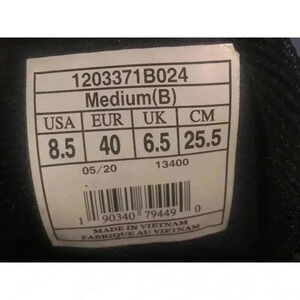 1203371B024
Medium(B)
USA EUR UK CM
8.5 40 6.5 25.5
05/20 13400
1 90340 79449 0
MADE IN VIETNAM
FABRIQUE AU VIETNAM